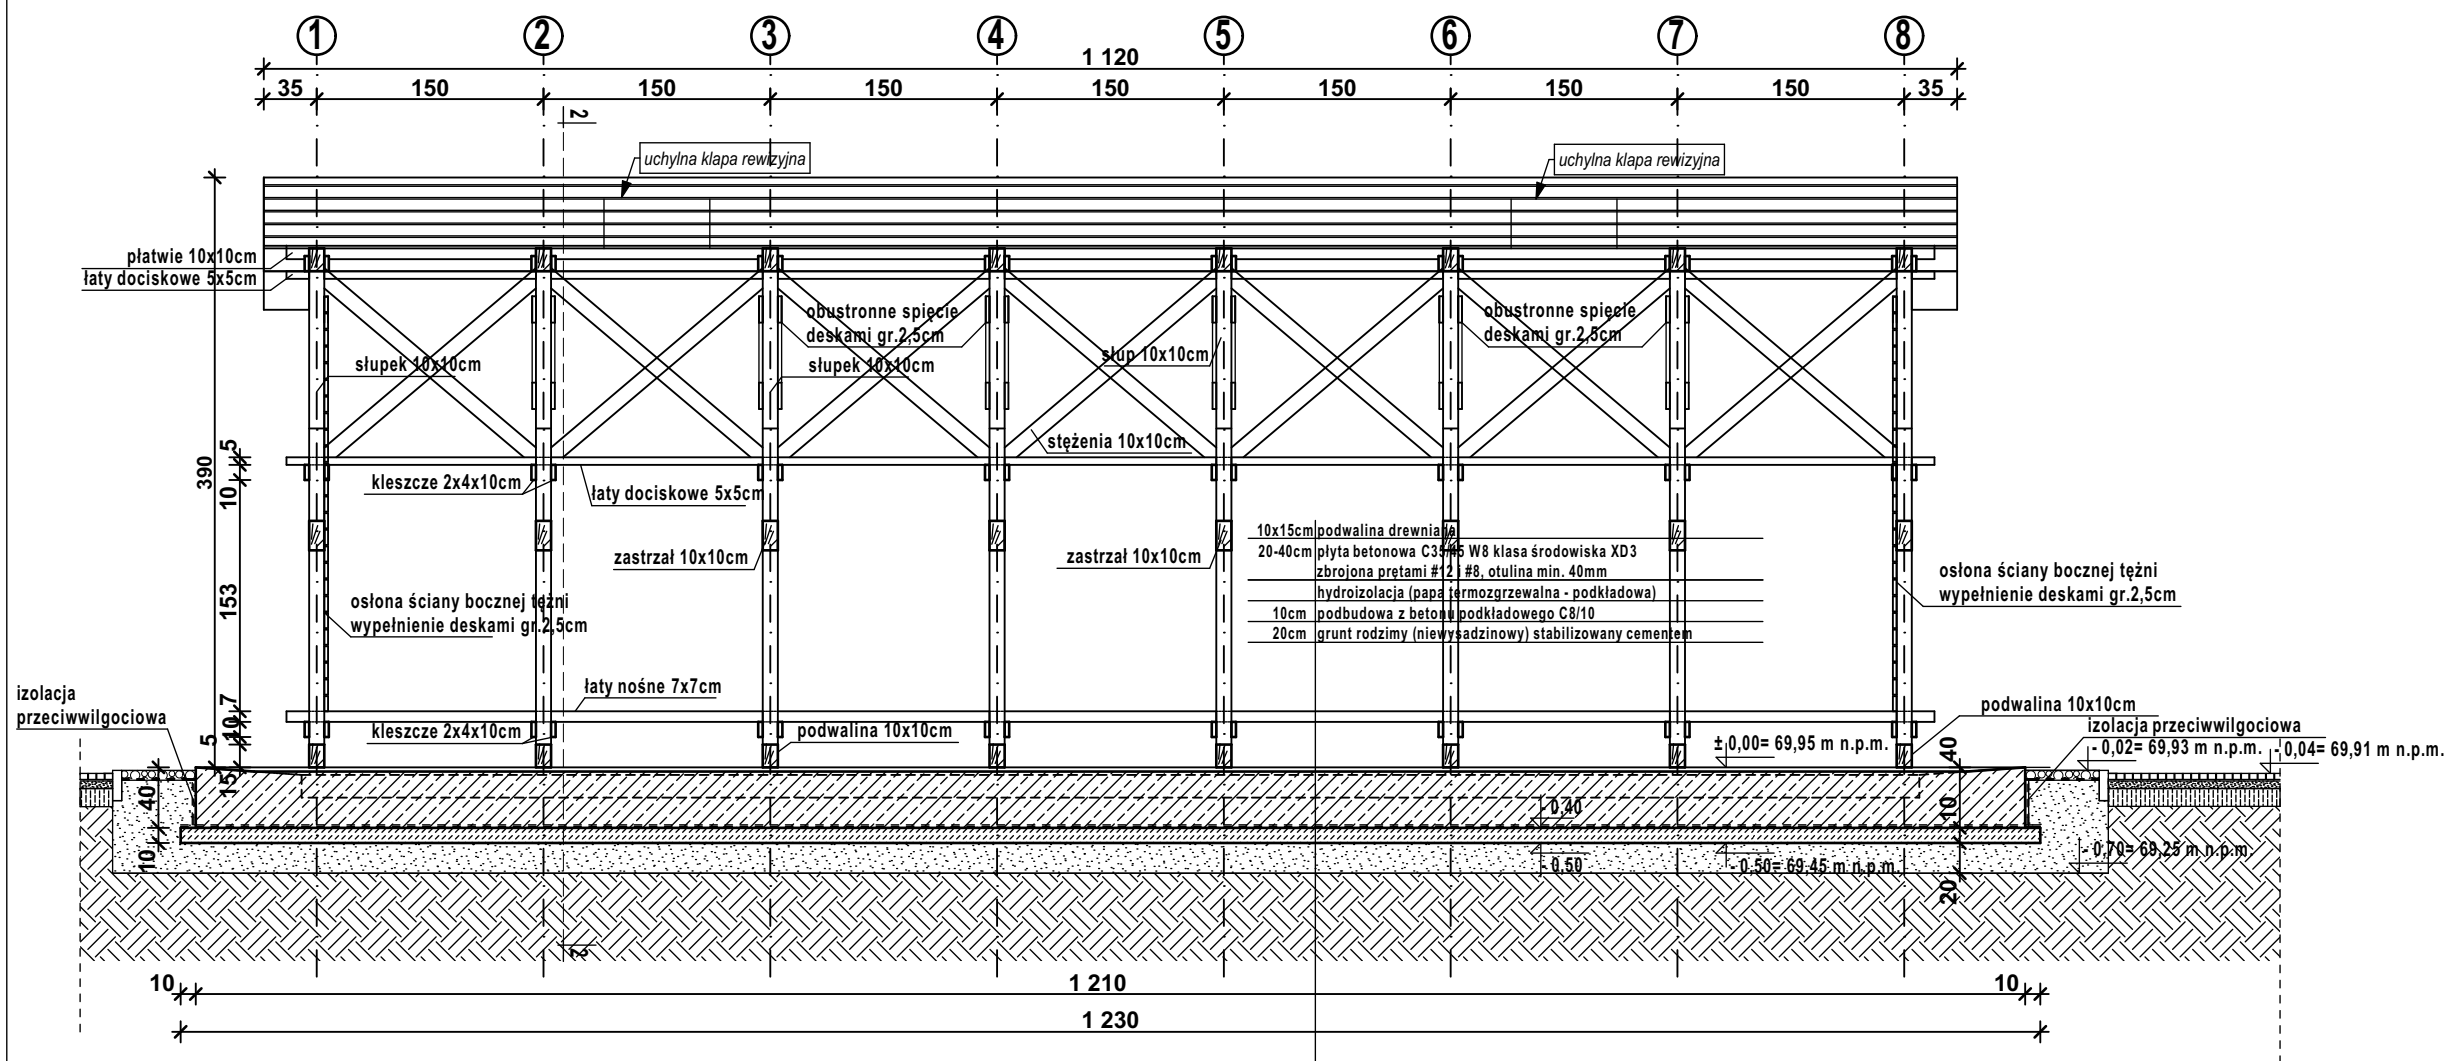 1 2 3 4 5 6 7 8
1 120
35 150 150 150 150 150 150 150 35
2
uchylna klapa rewizyjna
uchylna klapa rewizyjna
płatwie 10x10cm
łaty dociskowe 5x5cm
obustronne spięcie
deskami gr.2,5cm
obustronne spięcie
deskami gr.2,5cm
słupek 10x10cm
słupek 10x10cm
słup 10x10cm
stężenia 10x10cm
390
5
10
153
7
10
5
15
40
10
kleszcze 2x4x10cm
łaty dociskowe 5x5cm
zastrzał 10x10cm
zastrzał 10x10cm
10x15cm podwalina drewniana
20-40cm płyta betonowa C35/45 W8 klasa środowiska XD3
zbrojona prętami #12 i #8, otulina min. 40mm
hydroizolacja (papa termozgrzewalna - podkładowa)
10cm podbudowa z betonu podkładowego C8/10
20cm grunt rodzimy (niewysadzinowy) stabilizowany cementem
osłona ściany bocznej tężni
wypełnienie deskami gr.2,5cm
osłona ściany bocznej tężni
wypełnienie deskami gr.2,5cm
izolacja
przeciwwilgociowa
łaty nośne 7x7cm
kleszcze 2x4x10cm
podwalina 10x10cm
podwalina 10x10cm
izolacja przeciwwilgociowa
± 0,00= 69,95 m n.p.m.
- 0,02= 69,93 m n.p.m.
- 0,04= 69,91 m n.p.m.
40
10
20
- 0,40
- 0,50
- 0,50= 69,45 m n.p.m.
- 0,70= 69,25 m n.p.m.
2
10 1 210 10
1 230